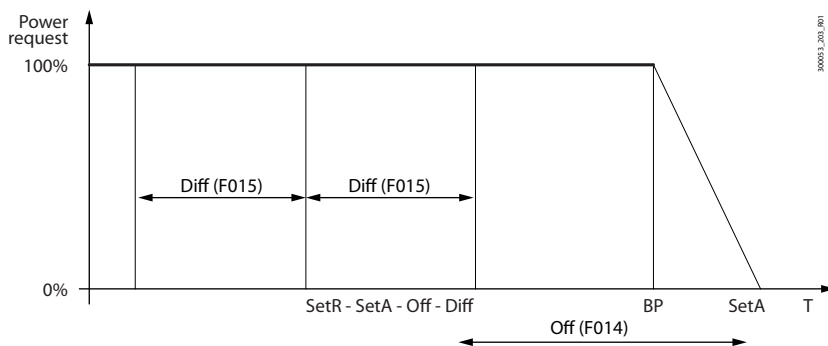 Power
request
300053_203_R01
100%
Diff (F015)
Diff (F015)
0%
SetR - SetA - Off - Diff
BP
SetA
T
Off (F014)